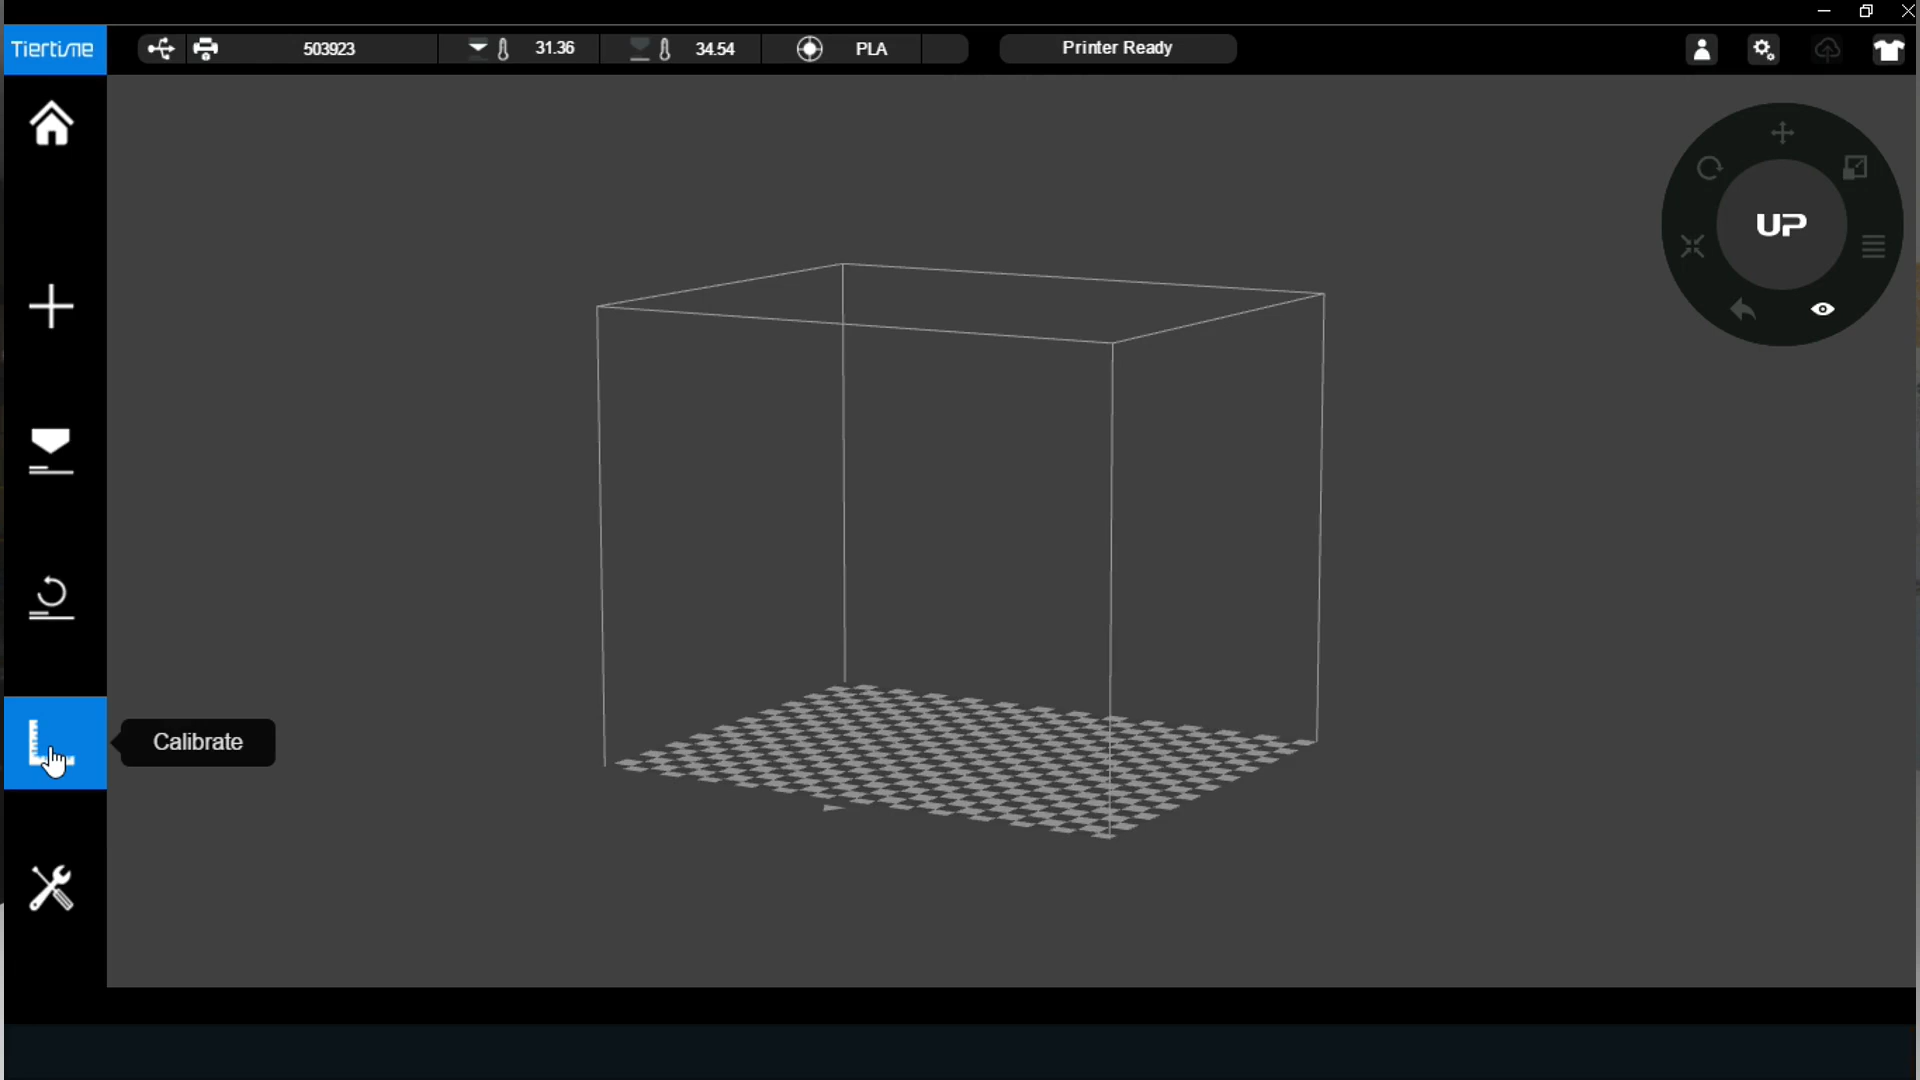 Tiertime
503923
31.36
34.54
PLA
Printer Ready
UP
Calibrate